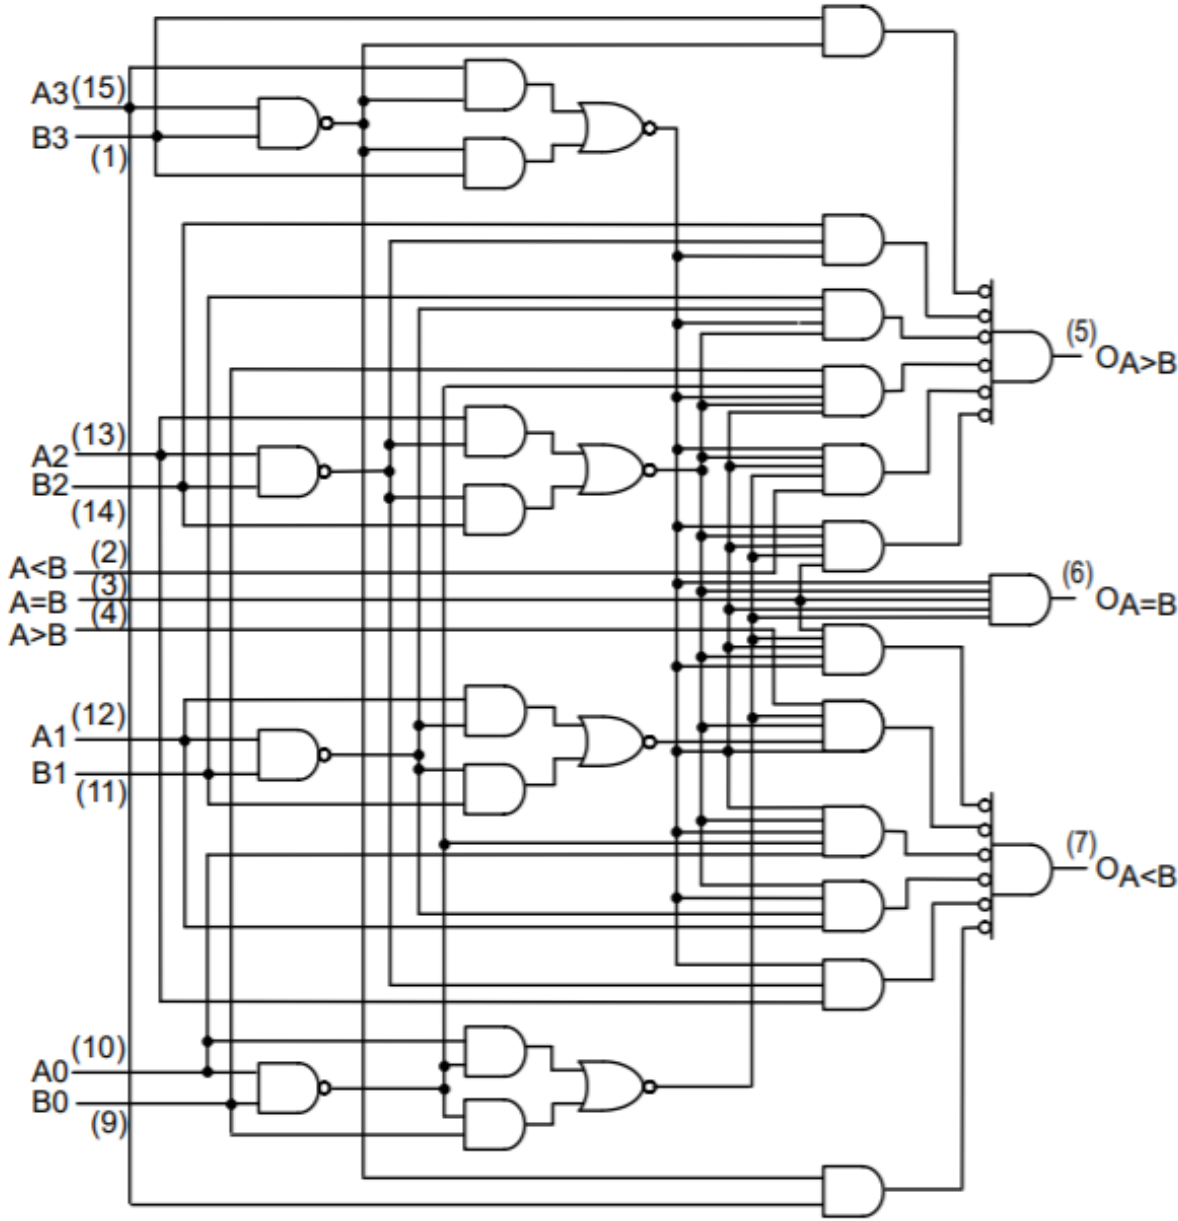 A3 (15)
B3 (1)
A2 (13)
B2 (14)
A<B (2)
A=B (3)
A>B (4)
A1 (12)
B1 (11)
A0 (10)
B0 (9)
(5) OA>B
(6) OA=B
(7) OA<B